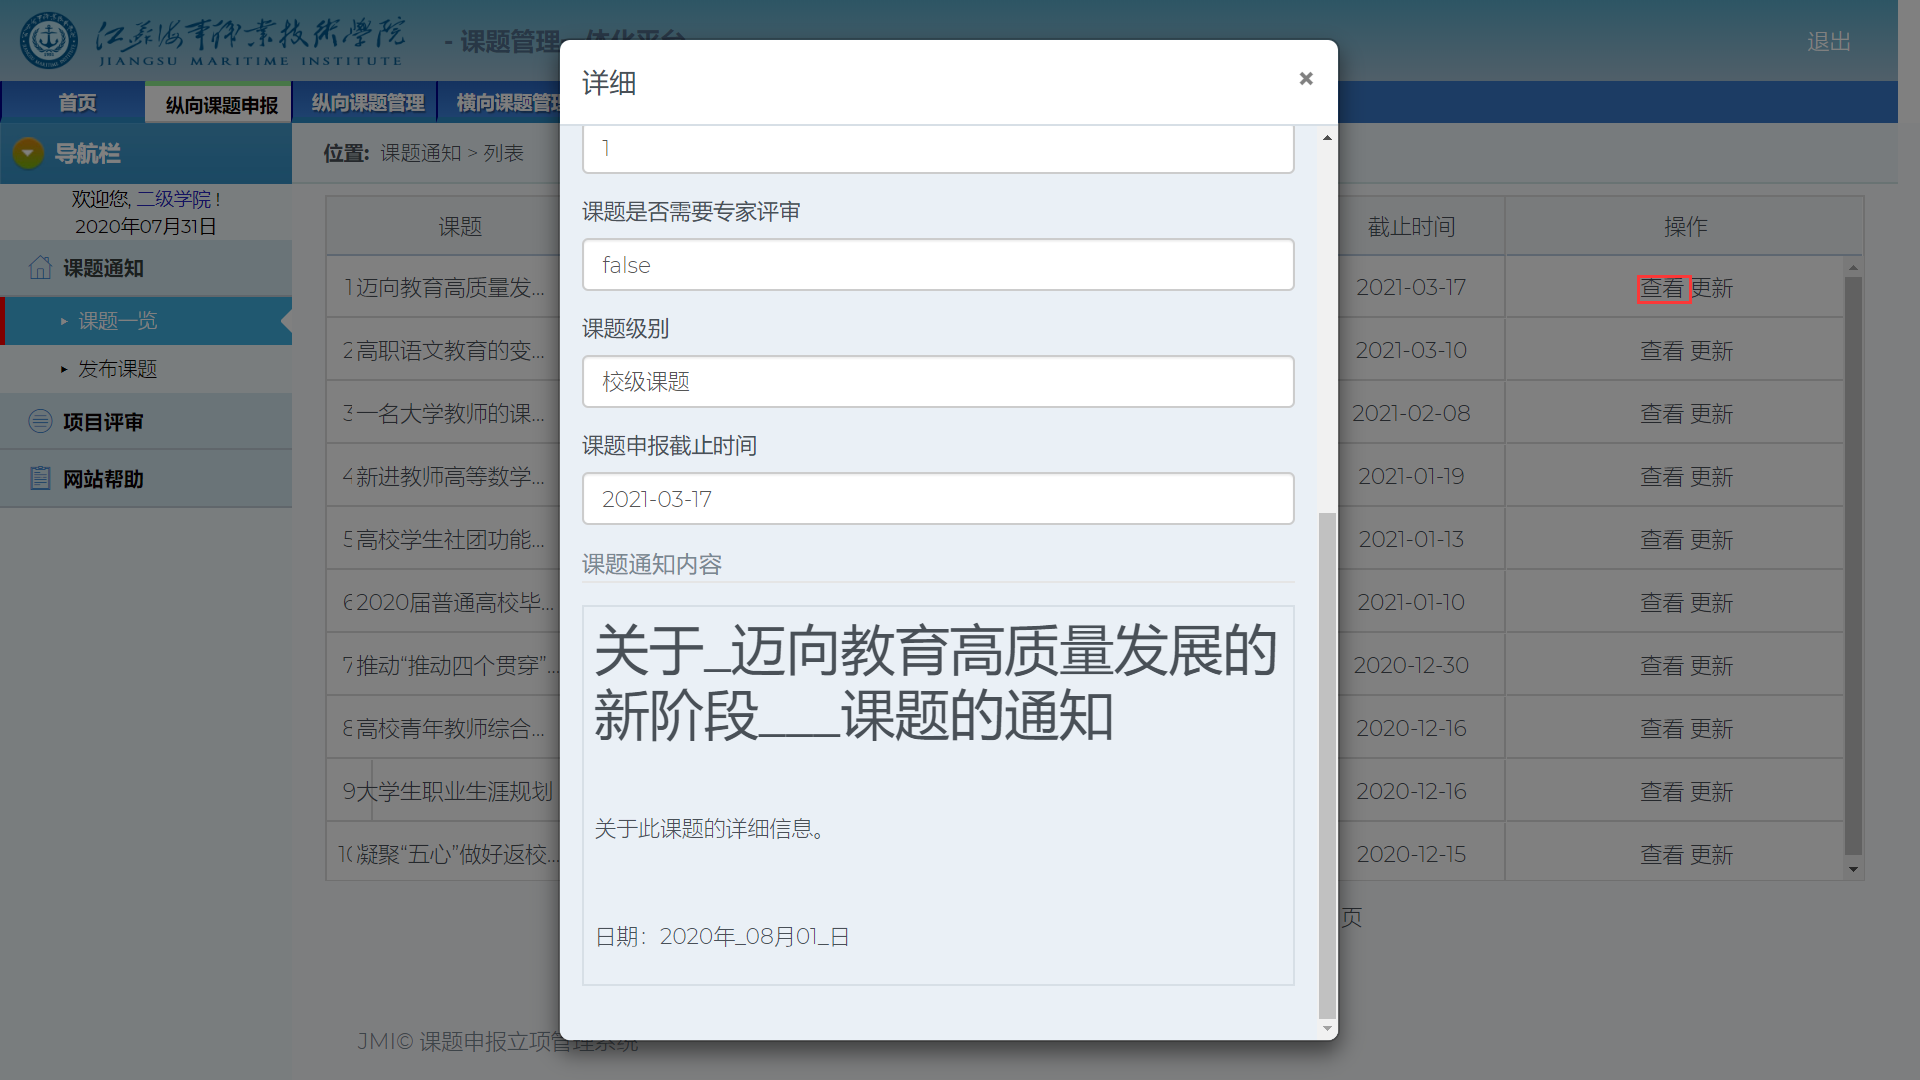 江苏海事职业技术学院
JIANGSU MARITIME INSTITUTE
- 课题管理一体化平台
退出
首页
纵向课题申报
纵向课题管理
横向课题管理
导航栏
位置: 课题通知 > 列表
欢迎您, 二级学院 !
2020年07月31日
课题通知
课题一览
发布课题
项目评审
网站帮助
课题 截止时间 操作
1 迈向教育高质量发... 2021-03-17 查看 更新
2 高职语文教育的变... 2021-03-10 查看 更新
3 一名大学教师的课... 2021-02-08 查看 更新
4 新进教师高等数学... 2021-01-19 查看 更新
5 高校学生社团功能... 2021-01-13 查看 更新
6 2020届普通高校毕... 2021-01-10 查看 更新
7 推动“推动四个贯穿”... 2020-12-30 查看 更新
8 高校青年教师综合... 2020-12-16 查看 更新
9 大学生职业生涯规划 2020-12-16 查看 更新
10 凝聚“五心”做好返校... 2020-12-15 查看 更新
页
JMI© 课题申报立项管理系统
详细
×
1
课题是否需要专家评审
false
课题级别
校级课题
课题申报截止时间
2021-03-17
课题通知内容
关于_迈向教育高质量发展的
新阶段___课题的通知
关于此课题的详细信息。
日期：2020年_08月01_日